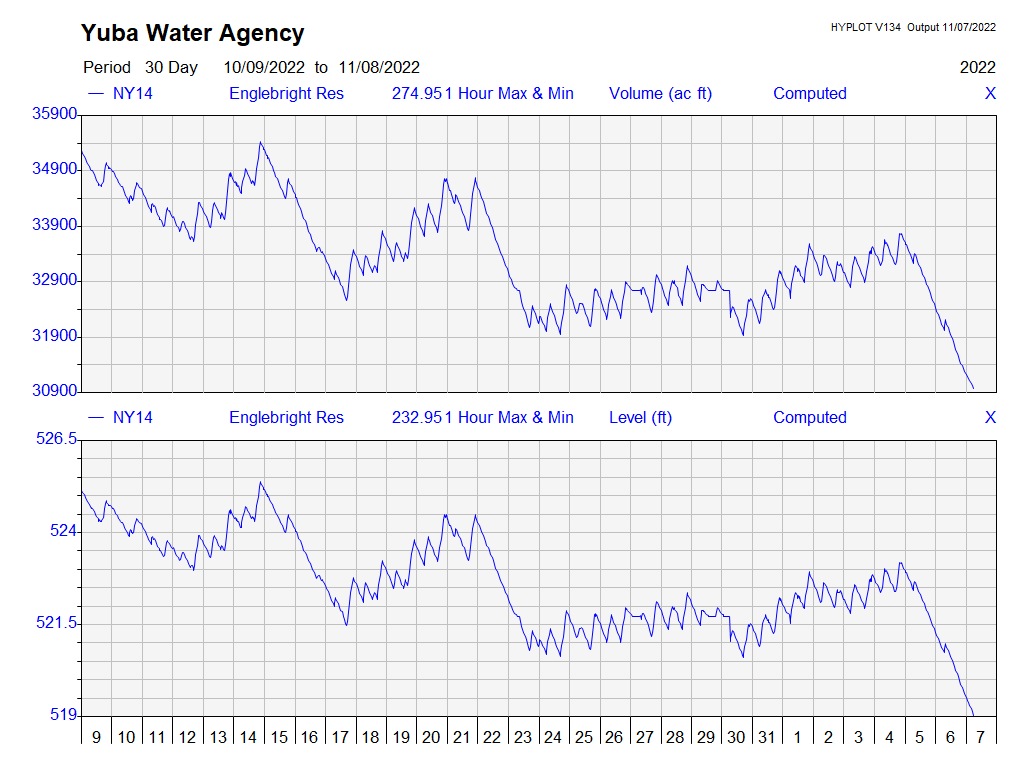 Yuba Water Agency
HYPLOT V134 Output 11/07/2022
Period 30 Day 10/09/2022 to 11/08/2022 2022
NY14 Englebright Res 274.951 Hour Max & Min Volume (ac ft) Computed X
35900
34900
33900
32900
31900
30900
NY14 Englebright Res 232.951 Hour Max & Min Level (ft) Computed X
526.5
524
521.5
519
9 10 11 12 13 14 15 16 17 18 19 20 21 22 23 24 25 26 27 28 29 30 31 1 2 3 4 5 6 7